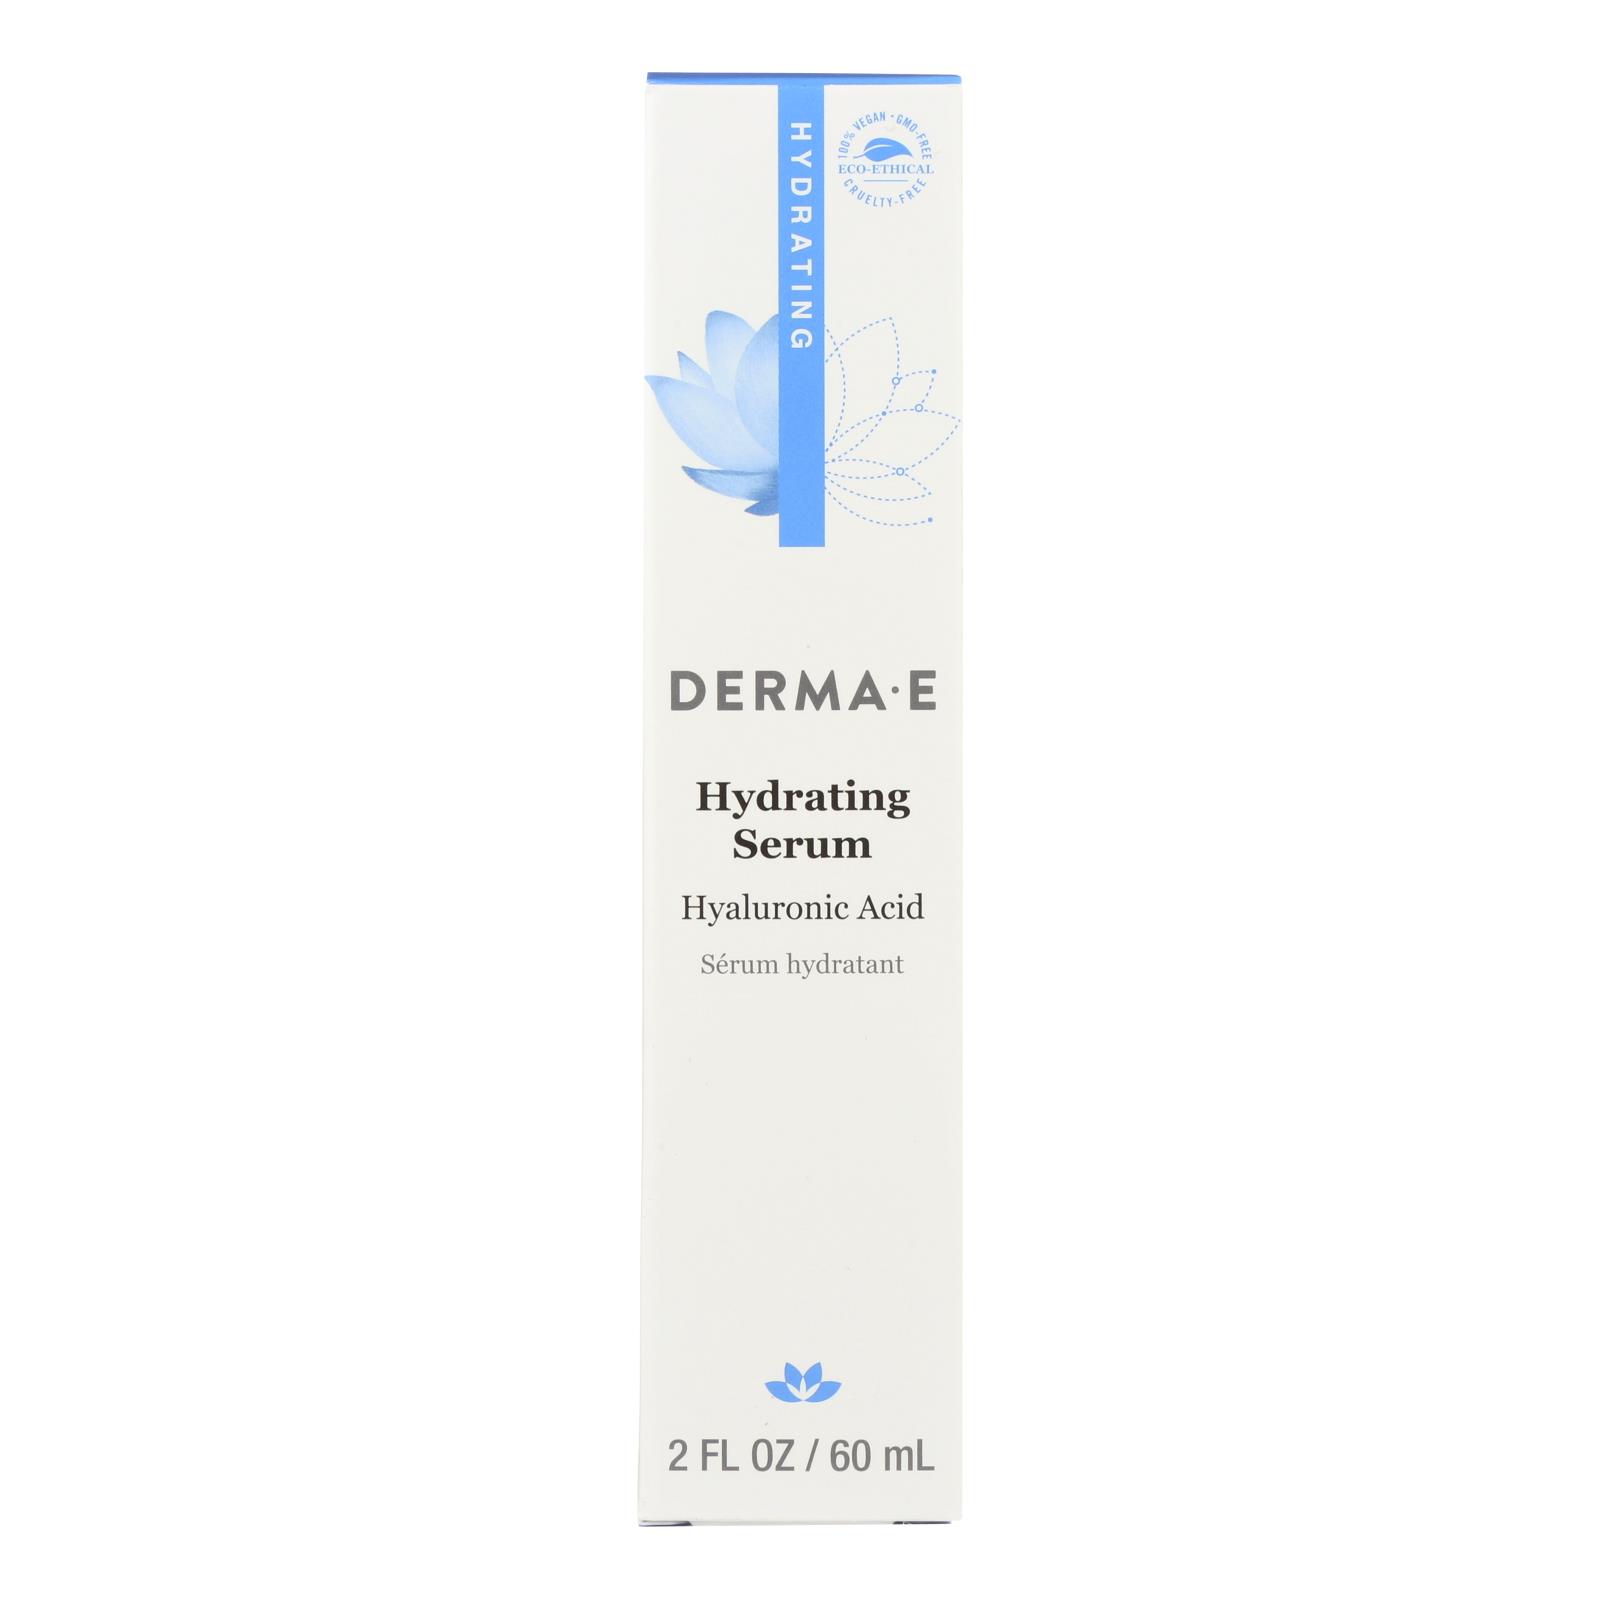 HYDRATING
100% VEGAN • GMO-FREE
ECO-ETHICAL
CRUELTY-FREE
DERMA·E
Hydrating
Serum
Hyaluronic Acid
Sérum hydratant
2 FL OZ / 60 mL